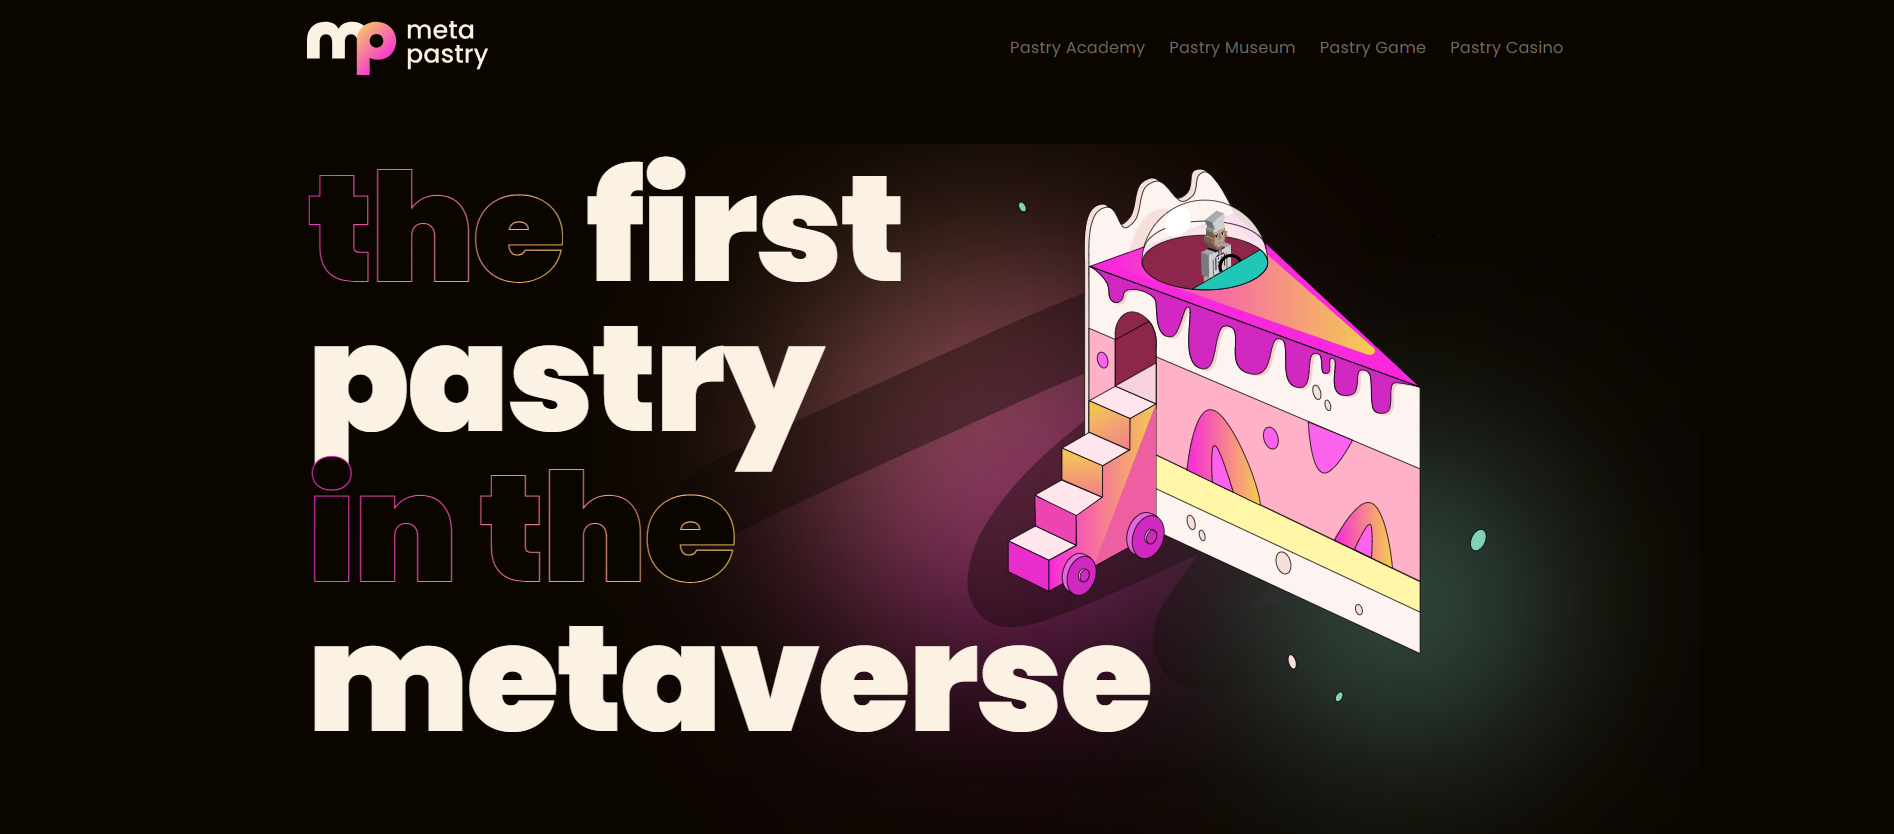 mp
meta
pastry
Pastry Academy Pastry Museum Pastry Game Pastry Casino
the first
pastry
in the
metaverse